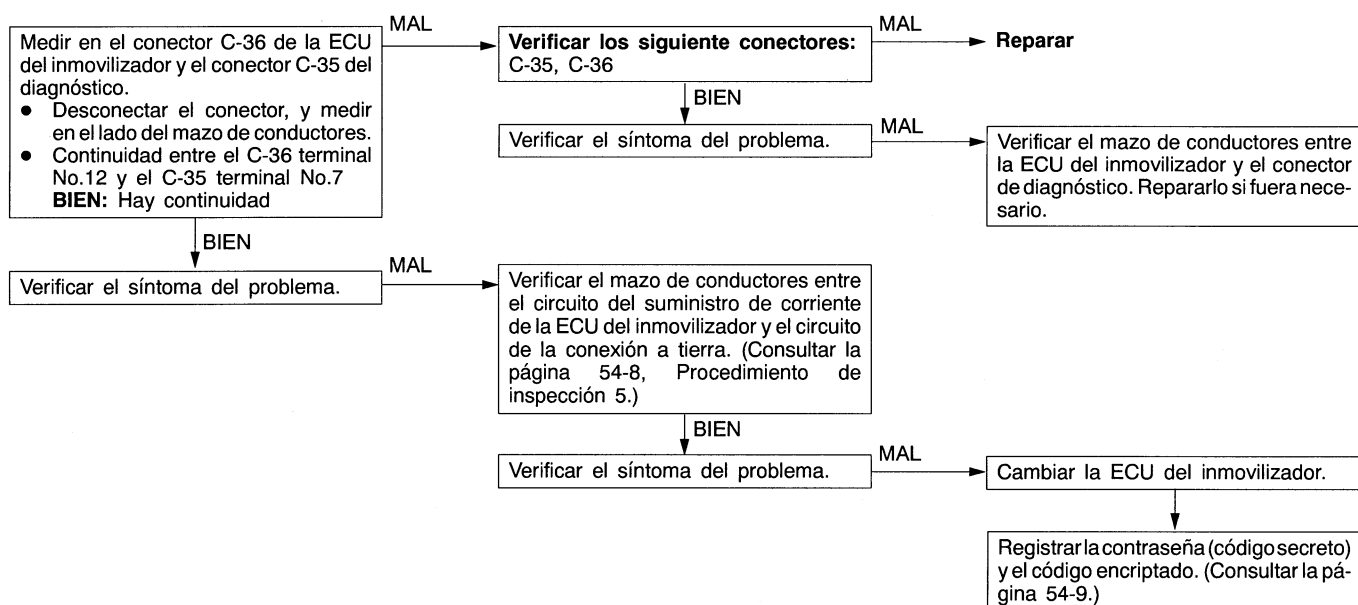 Medir en el conector C-36 de la ECU
del inmovilizador y el conector C-35 del
diagnóstico.
● Desconectar el conector, y medir
en el lado del mazo de conductores.
● Continuidad entre el C-36 terminal
No.12 y el C-35 terminal No.7
BIEN: Hay continuidad
MAL
Verificar los siguiente conectores:
C-35, C-36
MAL
Reparar
BIEN
Verificar el síntoma del problema.
MAL
Verificar el mazo de conductores entre
la ECU del inmovilizador y el conector
de diagnóstico. Repararlo si fuera nece-
sario.
BIEN
Verificar el síntoma del problema.
MAL
Verificar el mazo de conductores entre
el circuito del suministro de corriente
de la ECU del inmovilizador y el circuito
de la conexión a tierra. (Consultar la
página 54-8, Procedimiento de
inspección 5.)
BIEN
Verificar el síntoma del problema.
MAL
Cambiar la ECU del inmovilizador.
Registrar la contraseña (código secreto)
y el código encriptado. (Consultar la pá-
gina 54-9.)